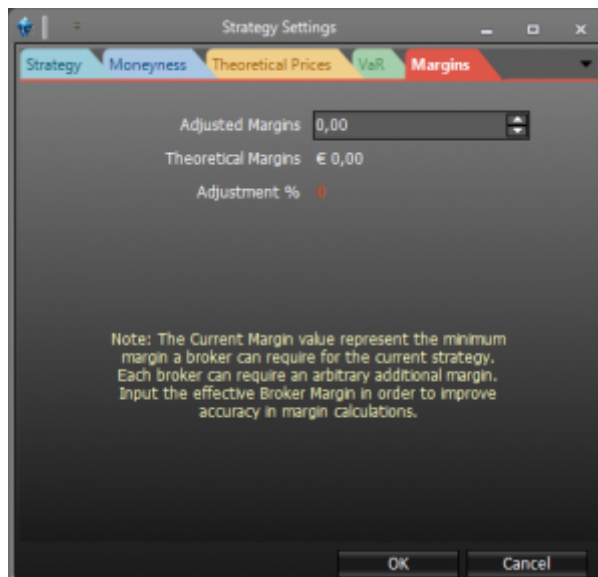 Strategy Settings
Strategy Moneyness Theoretical Prices VaR Margins
Adjusted Margins 0,00
Theoretical Margins € 0,00
Adjustment % 0
Note: The Current Margin value represent the minimum
margin a broker can require for the current strategy.
Each broker can require an arbitrary additional margin.
Input the effective Broker Margin in order to improve
accuracy in margin calculations.
OK Cancel